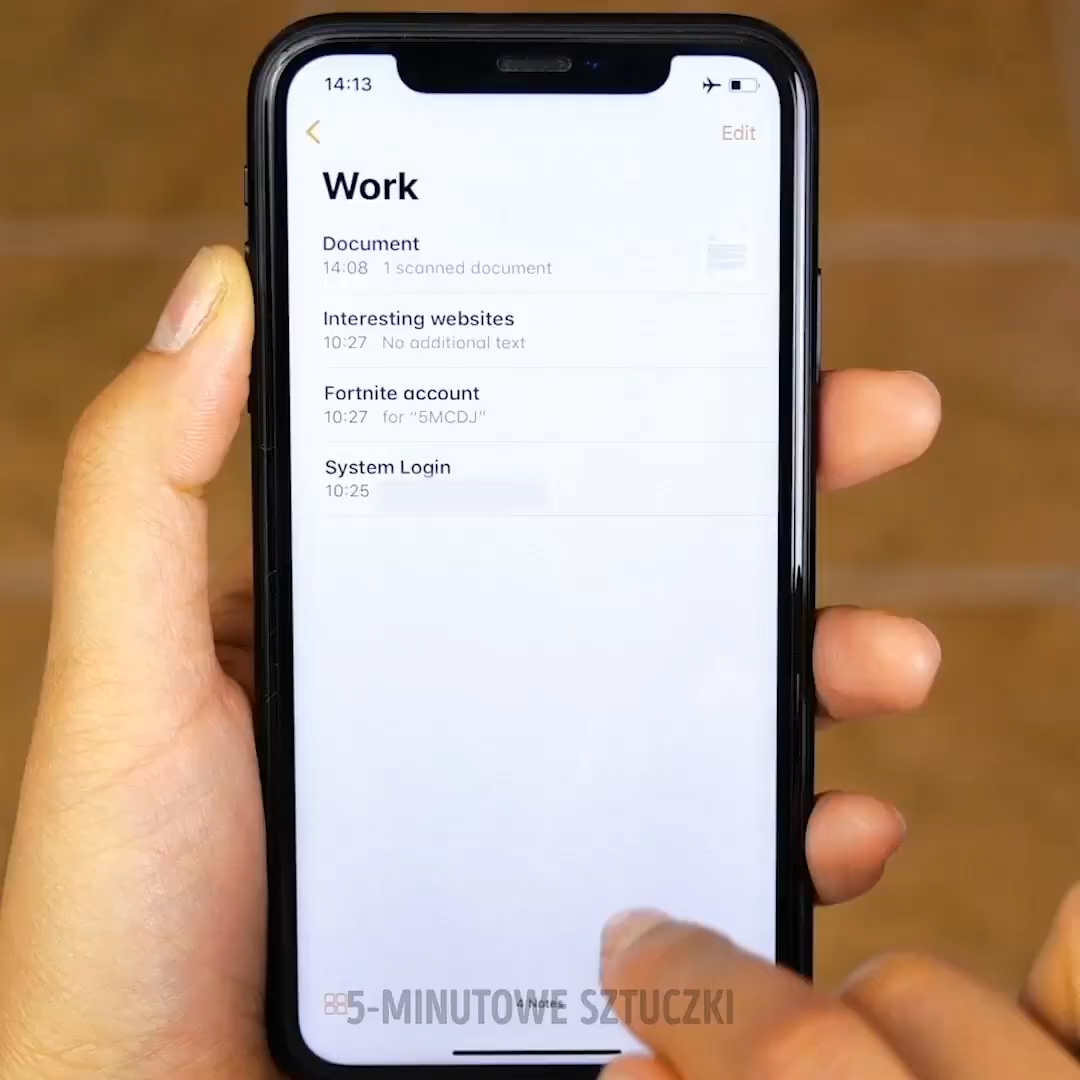 14:13
Edit
Work
Document
14:08 1 scanned document
Interesting websites
10:27 No additional text
Fortnite account
10:27 for “5MCDJ”
System Login
10:25
4 Notes
5-MINUTOWE SZTUCZKI